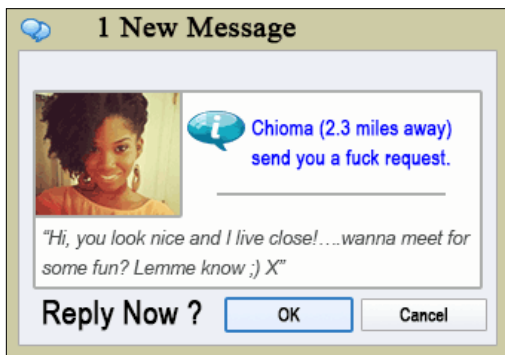 1 New Message
Chioma (2.3 miles away)
send you a fuck request.
“Hi, you look nice and I live close!....wanna meet for
some fun? Lemme know ;) X”
Reply Now ?
OK
Cancel